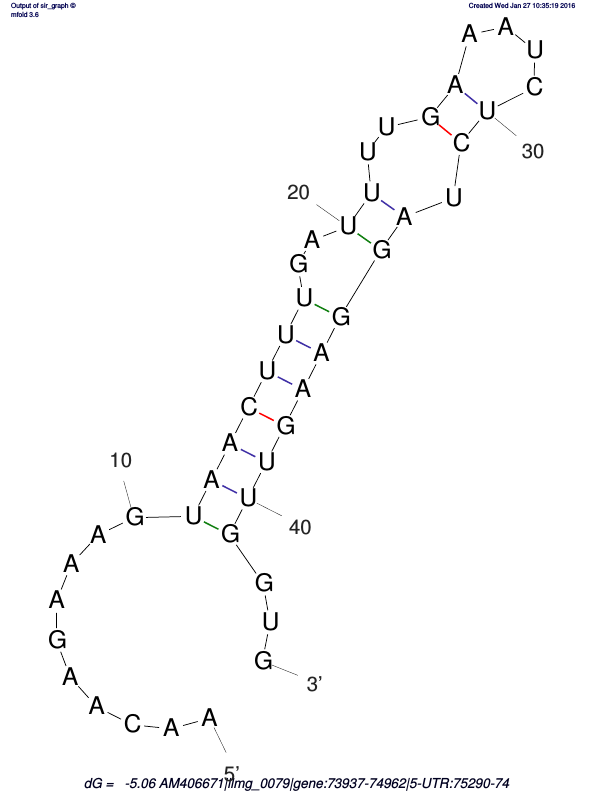 Output of sir_graph ©
mfold 3.6
Created Wed Jan 27 10:35:19 2016
A A
U
A C
U
U G
C
U 30
20 U U
A
A U
G
G
U
G
U
A
U
A
C
G
A
10 U
A
U
G U
40
A G
A
G
A
U
G
G
A
3'
A
C A A
5'
dG = -5.06 AM406671|llmg_0079|gene:73937-74962|5-UTR:75290-74